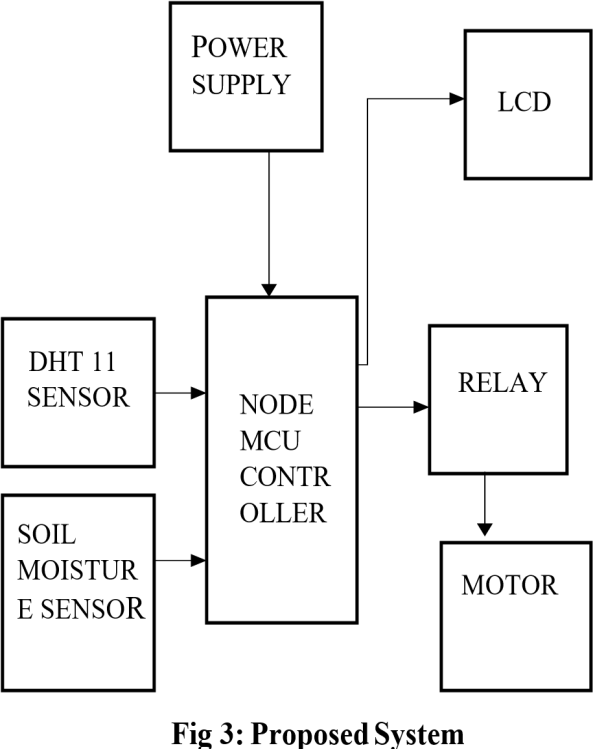 POWER
SUPPLY
LCD
DHT 11
SENSOR
RELAY
NODE
MCU
CONTR
OLLER
SOIL
MOISTUR
E SENSOR
MOTOR
Fig 3: Proposed System